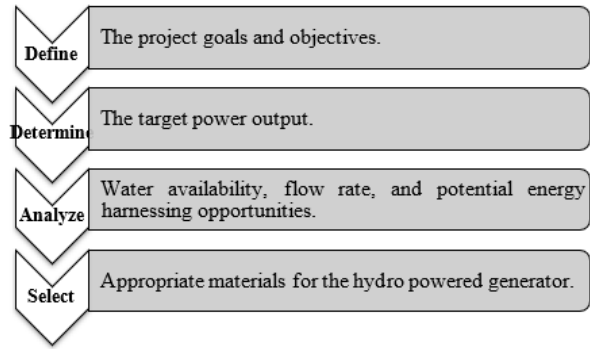 Define
The project goals and objectives.
Determine
The target power output.
Analyze
Water availability, flow rate, and potential energy
harnessing opportunities.
Select
Appropriate materials for the hydro powered generator.